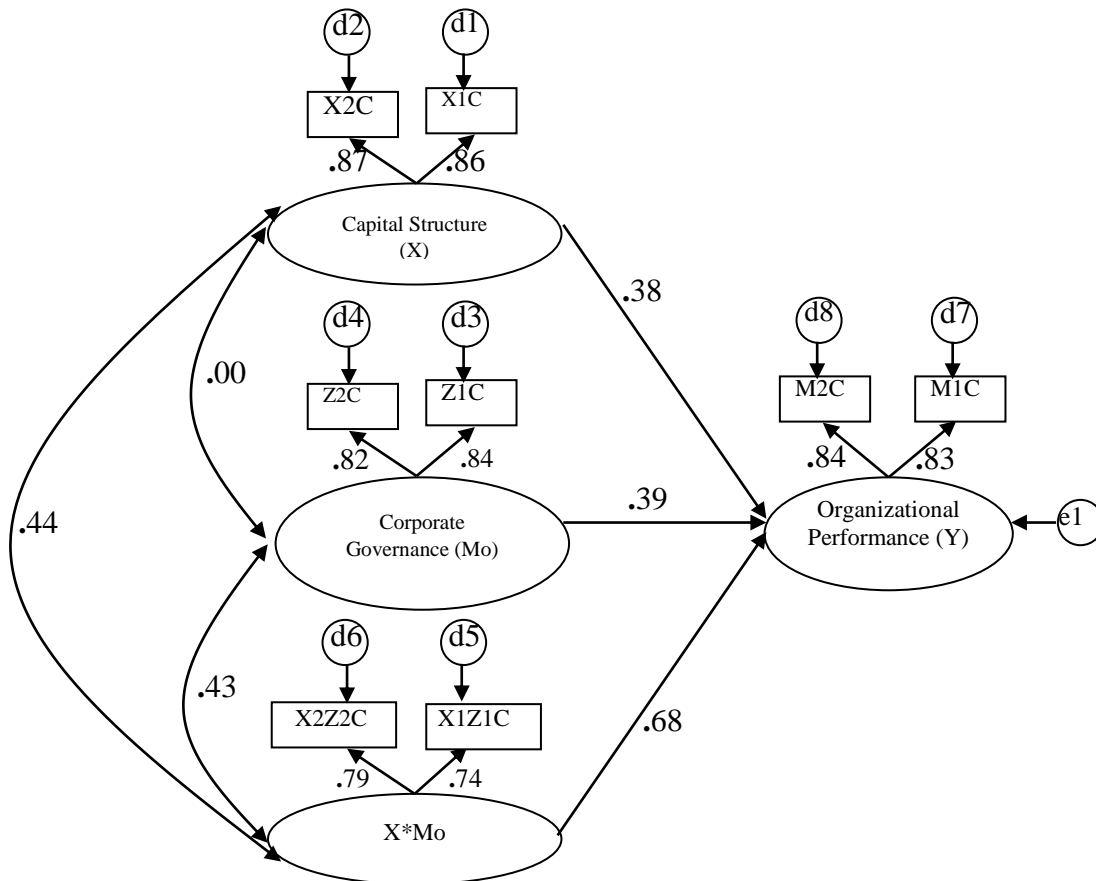 d2
d1
X2C
X1C
.87
.86
Capital Structure
(X)
.38
d4
d3
d8
d7
.00
Z2C
Z1C
M2C
M1C
.82
.84
.84
.83
.44
Corporate
Governance (Mo)
.39
Organizational
Performance (Y)
e1
d6
d5
.43
X2Z2C
X1Z1C
.68
.79
.74
X*Mo